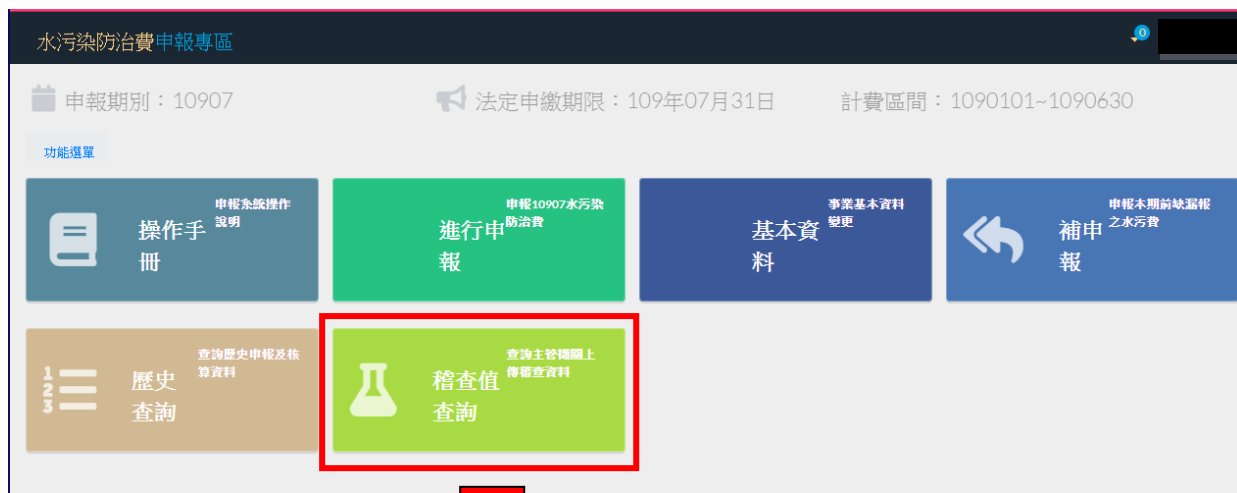 水污染防治費申報專區
0
申報期別：10907
法定申繳期限：109年07月31日
計費區間：1090101~1090630
功能選單
操作手冊
申報系統操作
說明
進行申
報
申報10907水污染
防治費
基本資
料
事業基本資料
變更
補申
報
申報本期前缺漏報
之水污費
1
2
3
歷史
查詢
查詢歷史申報及核
算資料
稽查值
查詢
查詢主管機關上
傳稽查資料